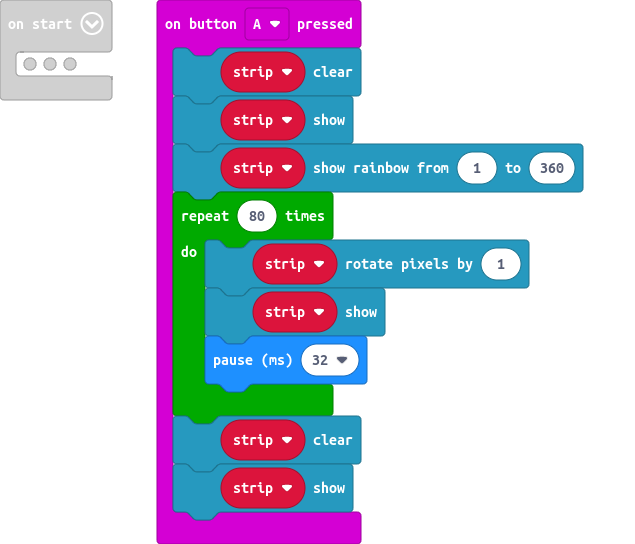 on start
on button A pressed
strip clear
strip show
strip show rainbow from 1 to 360
repeat 80 times
do
strip rotate pixels by 1
strip show
pause (ms) 32
strip clear
strip show